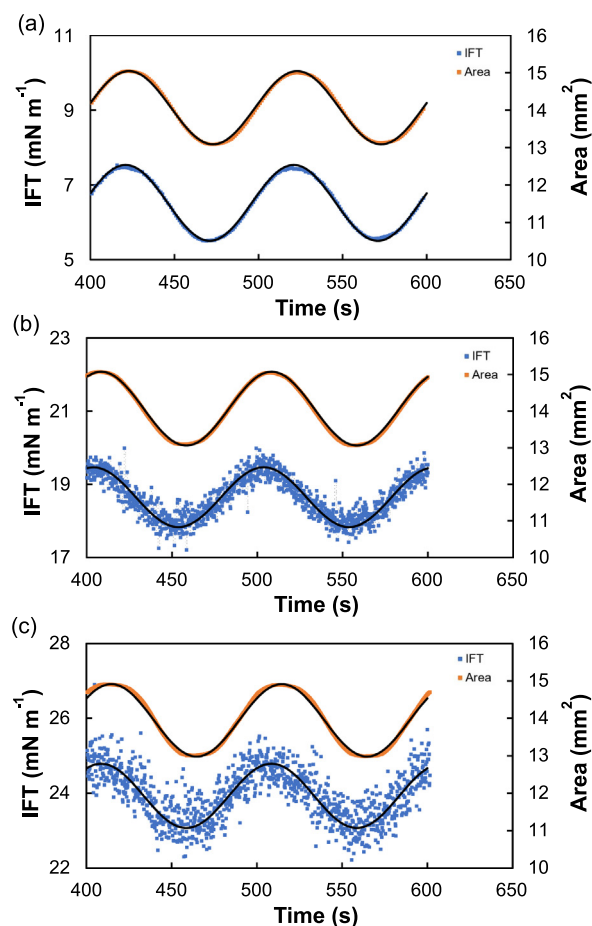 (a)
11
9
7
5
IFT (mN m⁻¹)
16
15
14
13
12
11
10
Area (mm²)
IFT
Area
400 450 500 550 600 650
Time (s)
(b)
23
21
19
17
IFT (mN m⁻¹)
16
15
14
13
12
11
10
Area (mm²)
IFT
Area
400 450 500 550 600 650
Time (s)
(c)
28
26
24
22
IFT (mN m⁻¹)
16
15
14
13
12
11
10
Area (mm²)
IFT
Area
400 450 500 550 600 650
Time (s)